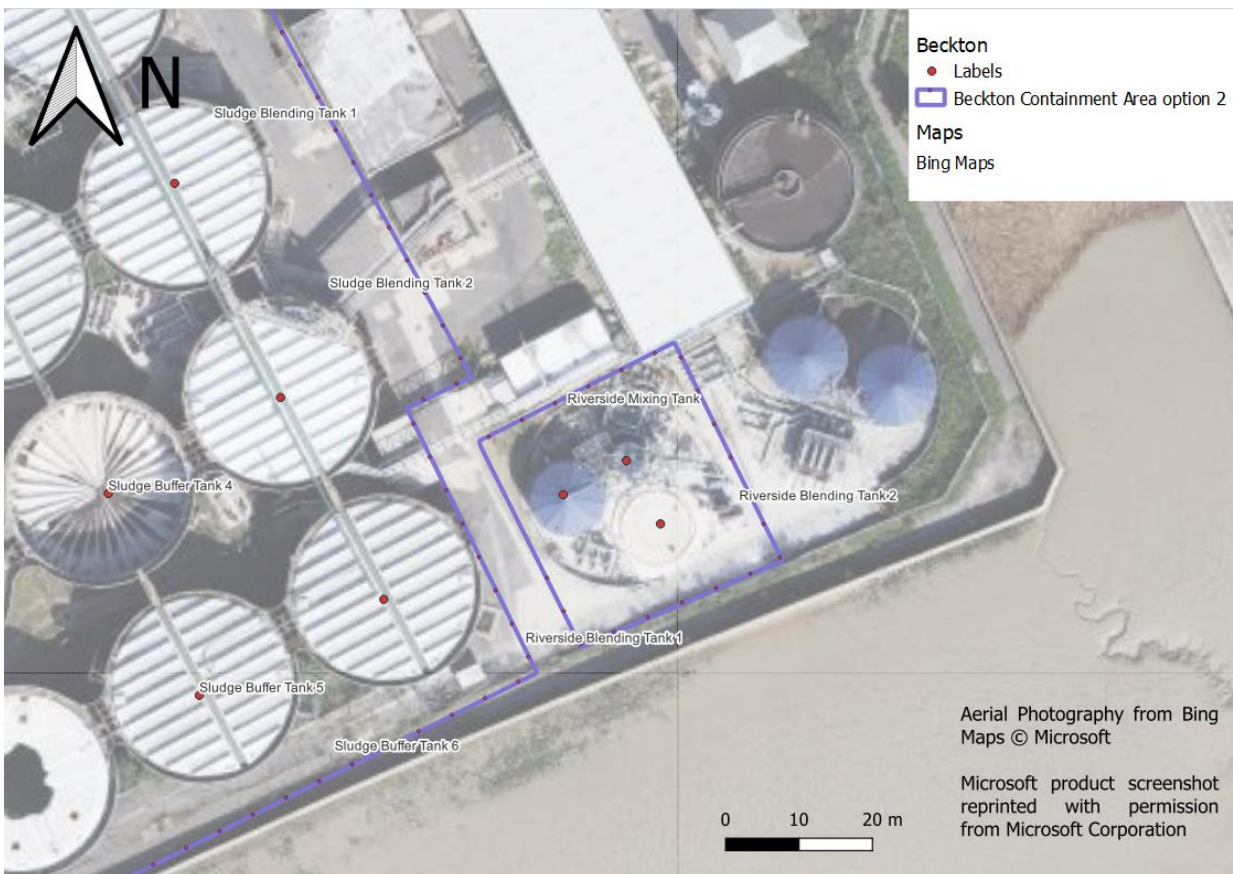 N
Beckton
Labels
Beckton Containment Area option 2
Maps
Bing Maps
Sludge Blending Tank 1
Sludge Blending Tank 2
Riverside Mixing Tank
Sludge Buffer Tank 4
Riverside Blending Tank 2
Riverside Blending Tank 1
Sludge Buffer Tank 5
Sludge Buffer Tank 6
Aerial Photography from Bing
Maps © Microsoft
Microsoft product screenshot
reprinted with permission
from Microsoft Corporation
0 10 20 m